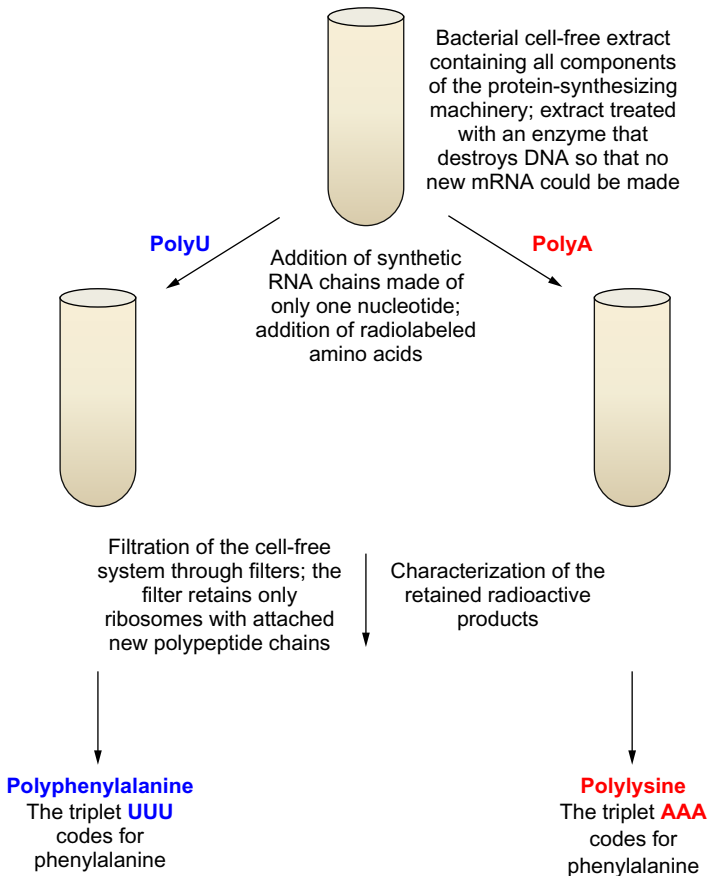 Bacterial cell-free extract
containing all components
of the protein-synthesizing
machinery; extract treated
with an enzyme that
destroys DNA so that no
new mRNA could be made
PolyU
PolyA
Addition of synthetic
RNA chains made of
only one nucleotide;
addition of radiolabeled
amino acids
Filtration of the cell-free
system through filters; the
filter retains only
ribosomes with attached
new polypeptide chains
Characterization of the
retained radioactive
products
Polyphenylalanine
The triplet UUU
codes for
phenylalanine
Polylysine
The triplet AAA
codes for
phenylalanine